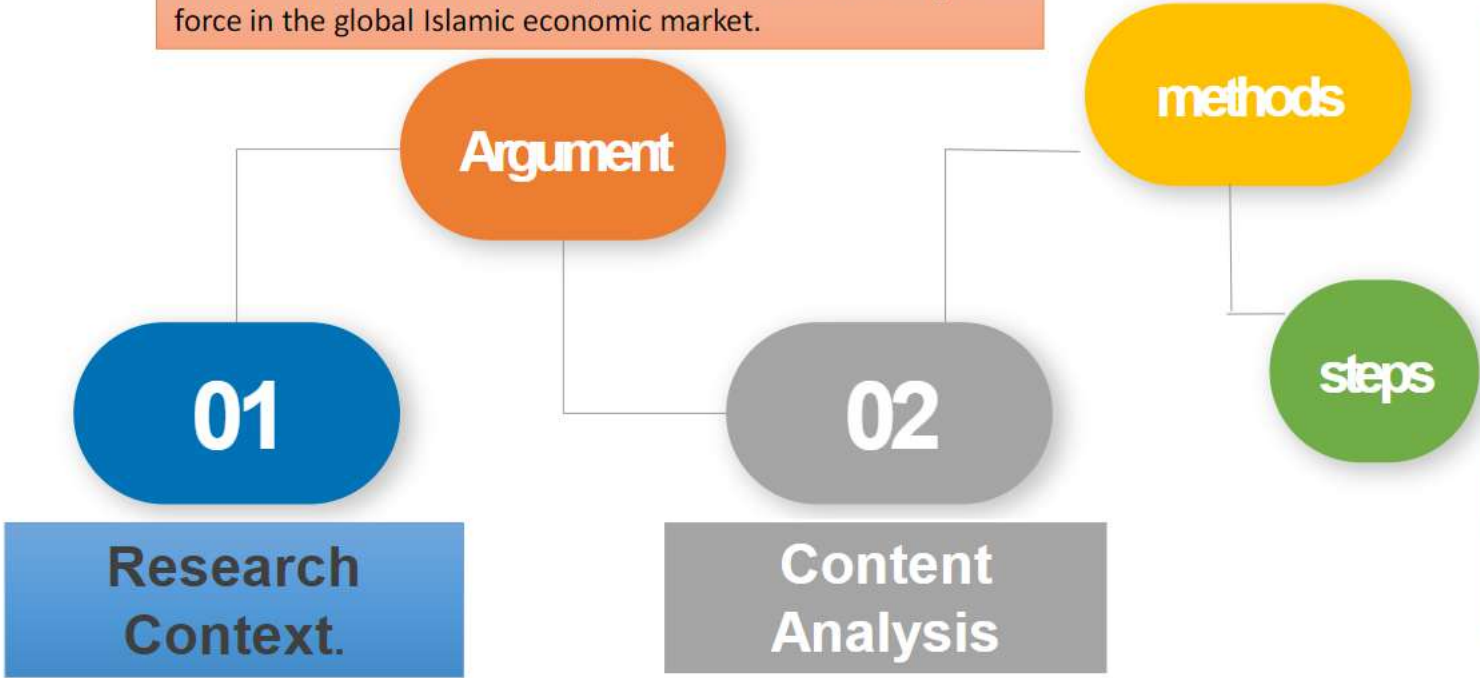 force in the global Islamic economic market.
Argument
methods
01
02
steps
Research
Context.
Content
Analysis